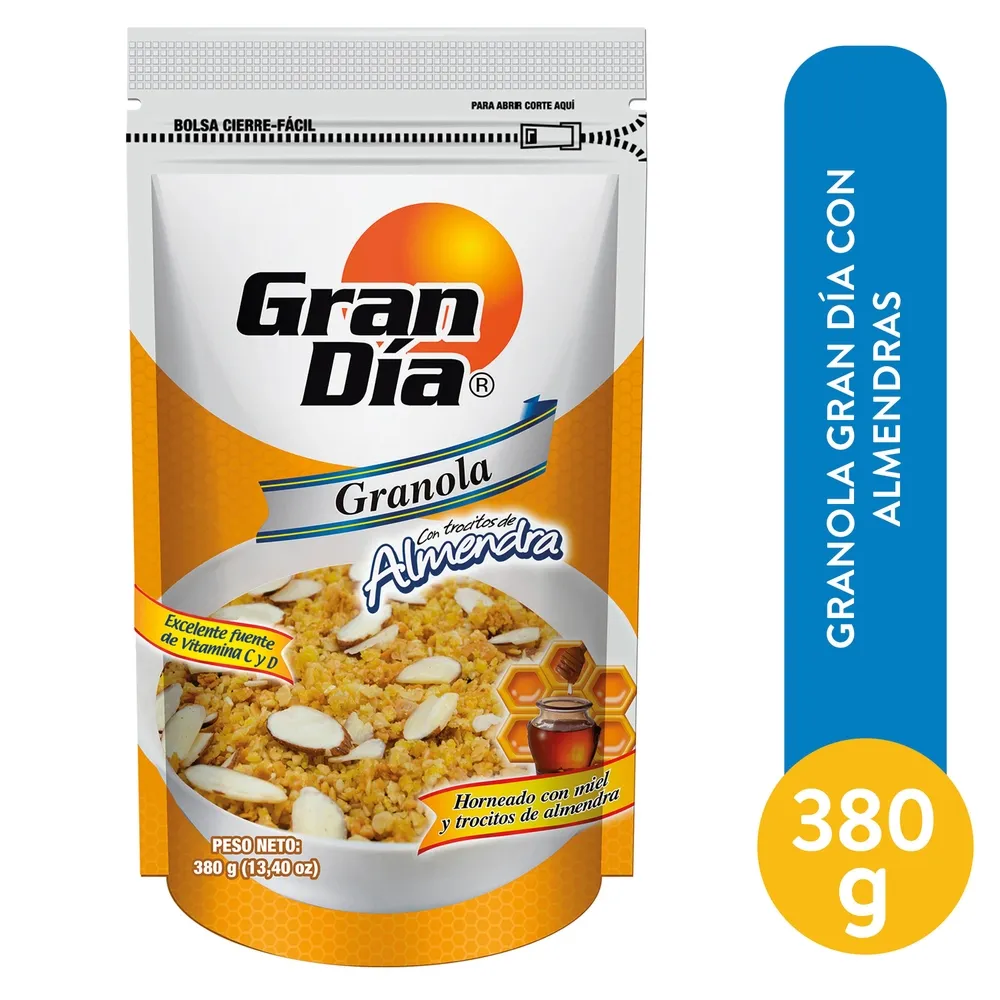 PARA ABRIR CORTE AQUÍ
BOLSA CIERRE-FÁCIL
Gran
Día®
Granola
Con trocitos de
Almendra
Excelente fuente
de Vitamina C y D
Horneado con miel
y trocitos de almendra
PESO NETO:
380 g (13,40 oz)
GRANOLA GRAN DÍA CON
ALMENDRAS
380
g